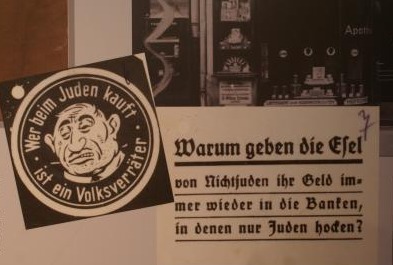 Wer beim Juden kauft
ist ein Volksverräter
Apoth
7
Warum geben die Esel
von Nichtjuden ihr Geld im=
mer wieder in die Banken,
in denen nur Juden hocken?